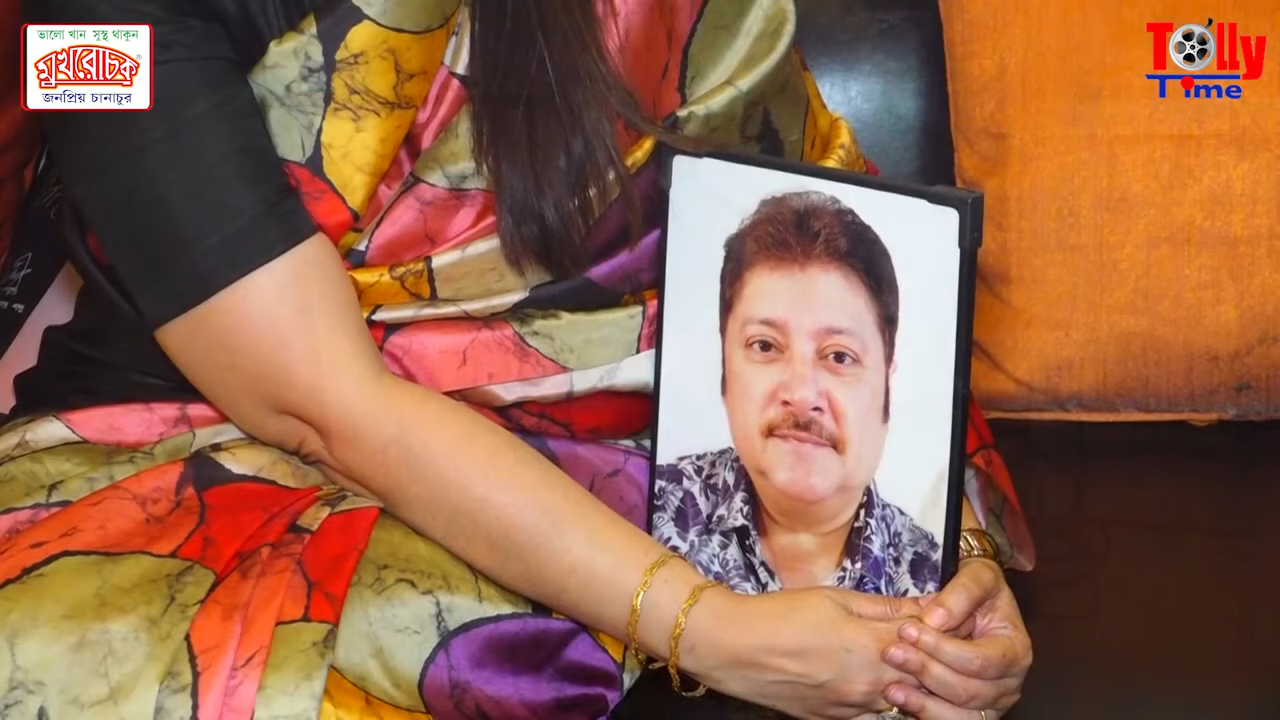 ভালো খান সুস্থ থাকুন
মুখরোচক
জনপ্রিয় চানাচুর
Tolly
Time